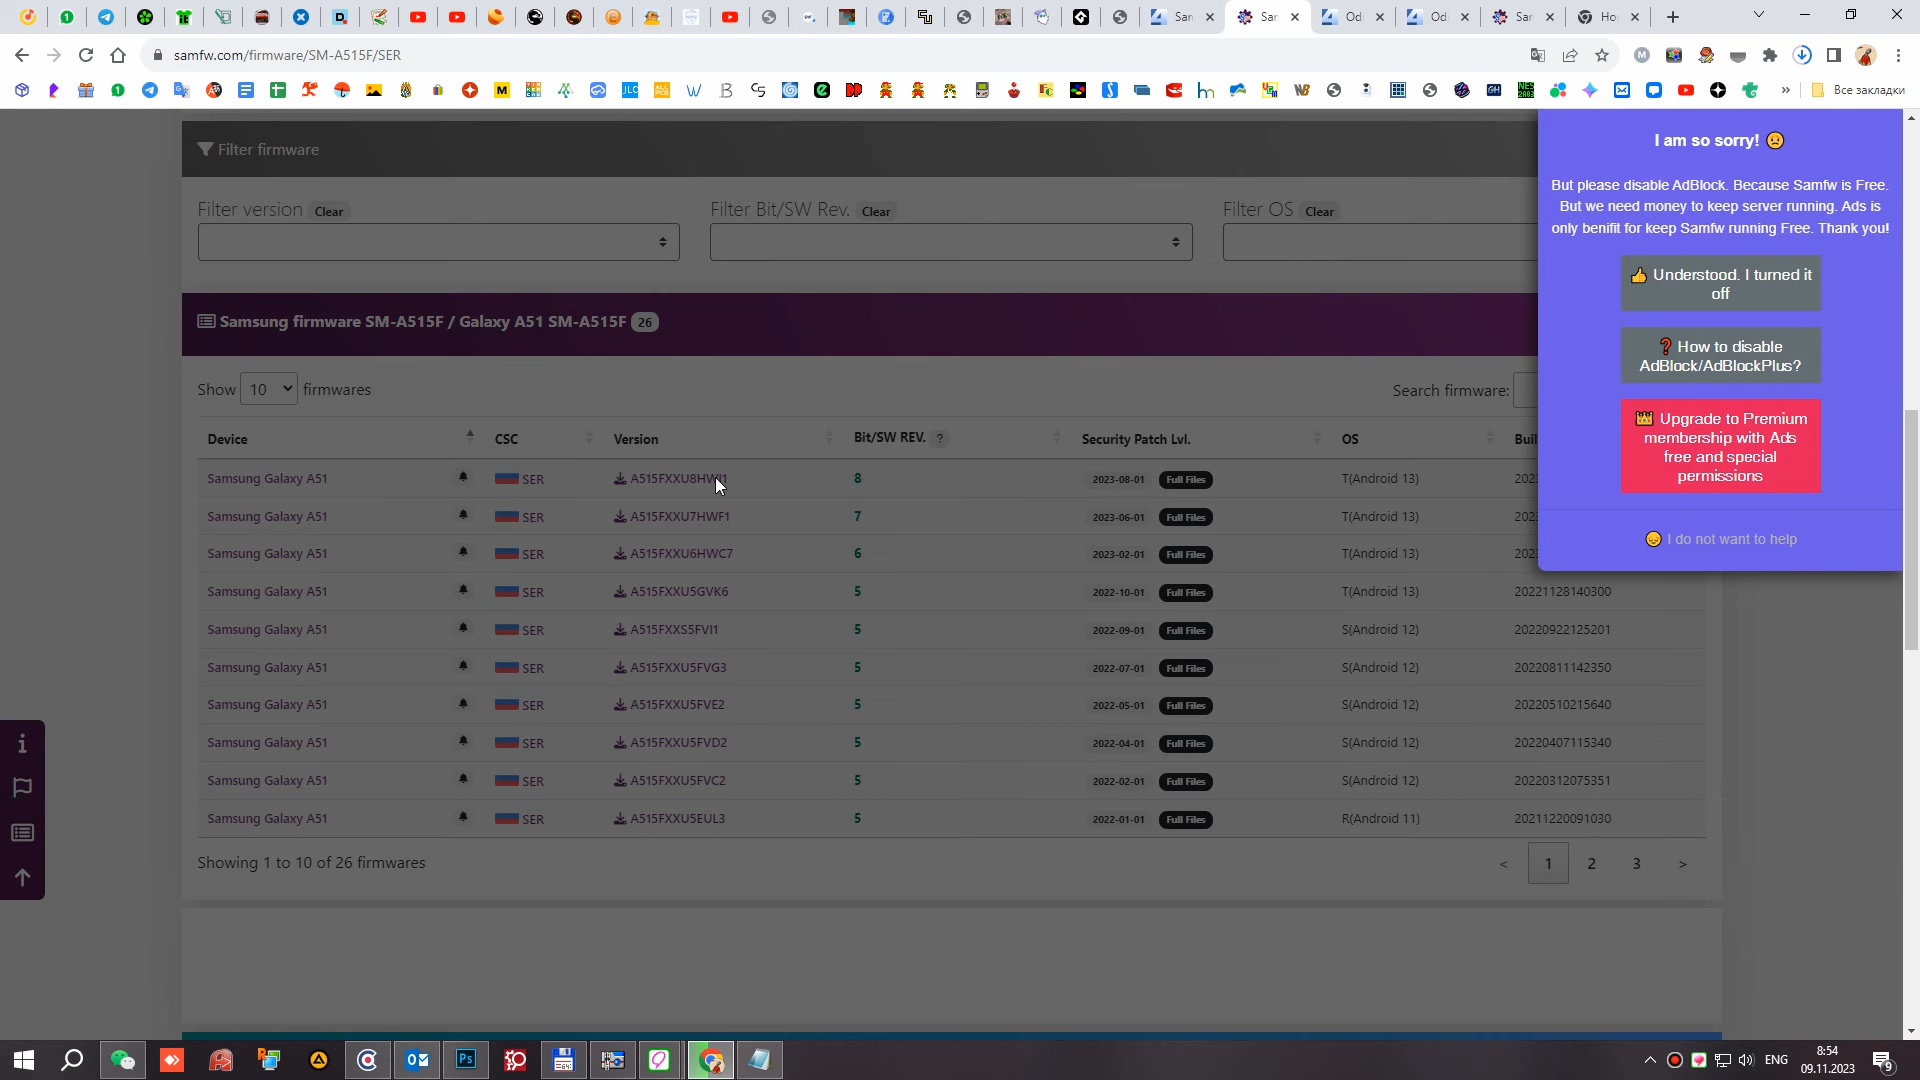 San
Sar
Odi
Odi
Sar
Ho
samfw.com/firmware/SM-A515F/SER
Все закладки
Filter firmware
Filter version Clear
Filter Bit/SW Rev. Clear
Filter OS Clear
Samsung firmware SM-A515F / Galaxy A51 SM-A515F 26
Show 10 firmwares
Search firmware:
Device CSC Version Bit/SW REV. ? Security Patch Lvl. OS Buil
Samsung Galaxy A51 SER A515FXXU8HWI1 8 2023-08-01 Full Files T(Android 13) 202
Samsung Galaxy A51 SER A515FXXU7HWF1 7 2023-06-01 Full Files T(Android 13) 202
Samsung Galaxy A51 SER A515FXXU6HWC7 6 2023-02-01 Full Files T(Android 13) 202
Samsung Galaxy A51 SER A515FXXU5GVK6 5 2022-10-01 Full Files T(Android 13) 20221128140300
Samsung Galaxy A51 SER A515FXXS5FVI1 5 2022-09-01 Full Files S(Android 12) 20220922125201
Samsung Galaxy A51 SER A515FXXU5FVG3 5 2022-07-01 Full Files S(Android 12) 20220811142350
Samsung Galaxy A51 SER A515FXXU5FVE2 5 2022-05-01 Full Files S(Android 12) 20220510215640
Samsung Galaxy A51 SER A515FXXU5FVD2 5 2022-04-01 Full Files S(Android 12) 20220407115340
Samsung Galaxy A51 SER A515FXXU5FVC2 5 2022-02-01 Full Files S(Android 12) 20220312075351
Samsung Galaxy A51 SER A515FXXU5EUL3 5 2022-01-01 Full Files R(Android 11) 20211220091030
Showing 1 to 10 of 26 firmwares
< 1 2 3 >
I am so sorry!
But please disable AdBlock. Because Samfw is Free.
But we need money to keep server running. Ads is
only benifit for keep Samfw running Free. Thank you!
Understood. I turned it
off
How to disable
AdBlock/AdBlockPlus?
Upgrade to Premium
membership with Ads
free and special
permissions
I do not want to help
ENG
8:54
09.11.2023
9